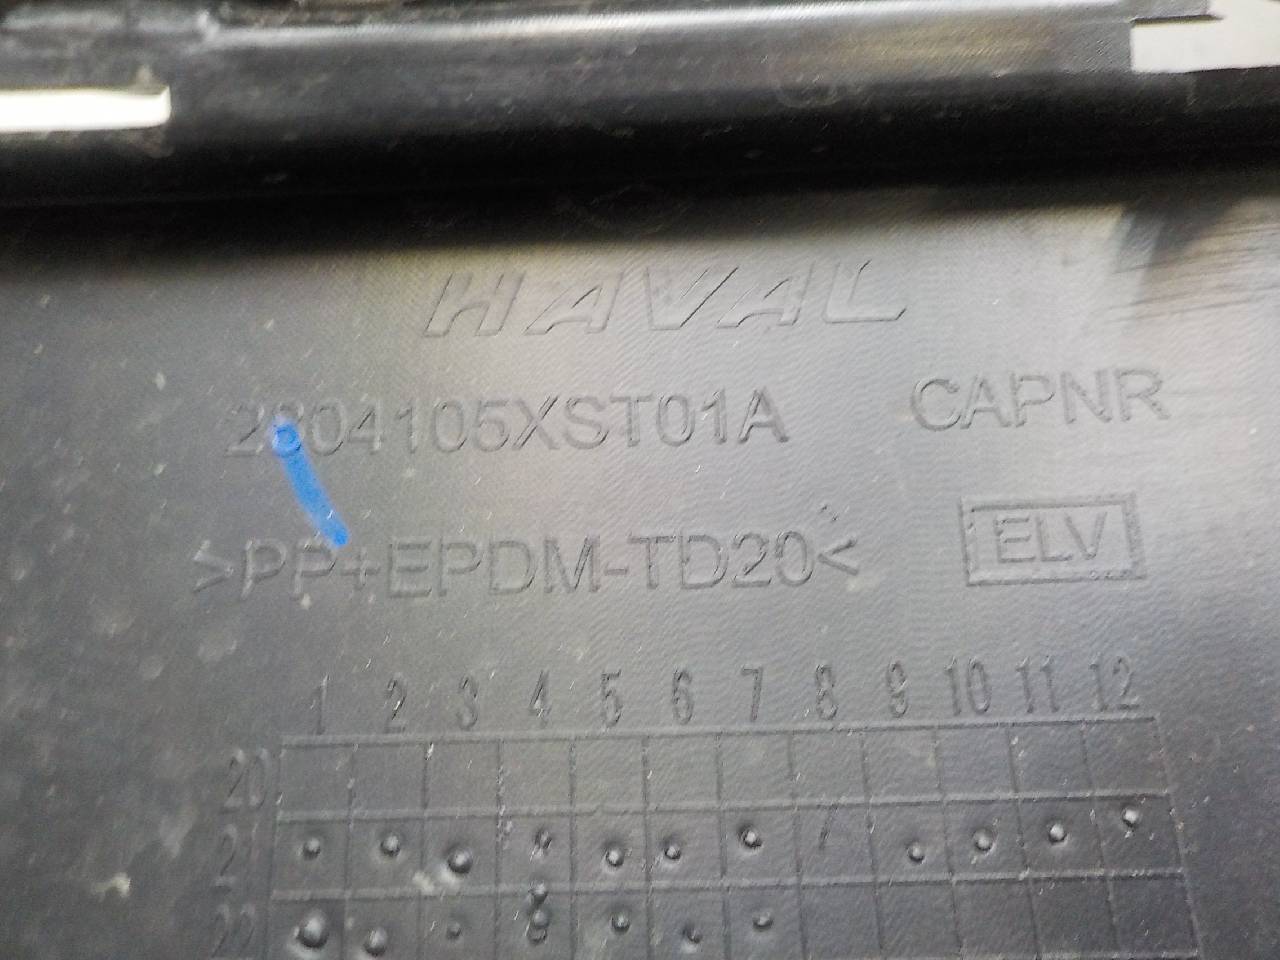 HAVAL
2804105XST01A CAPNR
>PP+EPDM-TD20< ELV
1 2 3 4 5 6 7 8 9 10 11 12
20
21
22